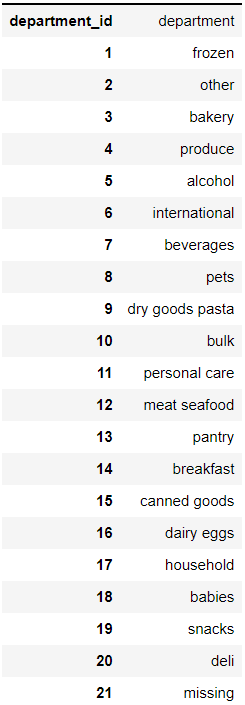 department_id department
1 frozen
2 other
3 bakery
4 produce
5 alcohol
6 international
7 beverages
8 pets
9 dry goods pasta
10 bulk
11 personal care
12 meat seafood
13 pantry
14 breakfast
15 canned goods
16 dairy eggs
17 household
18 babies
19 snacks
20 deli
21 missing